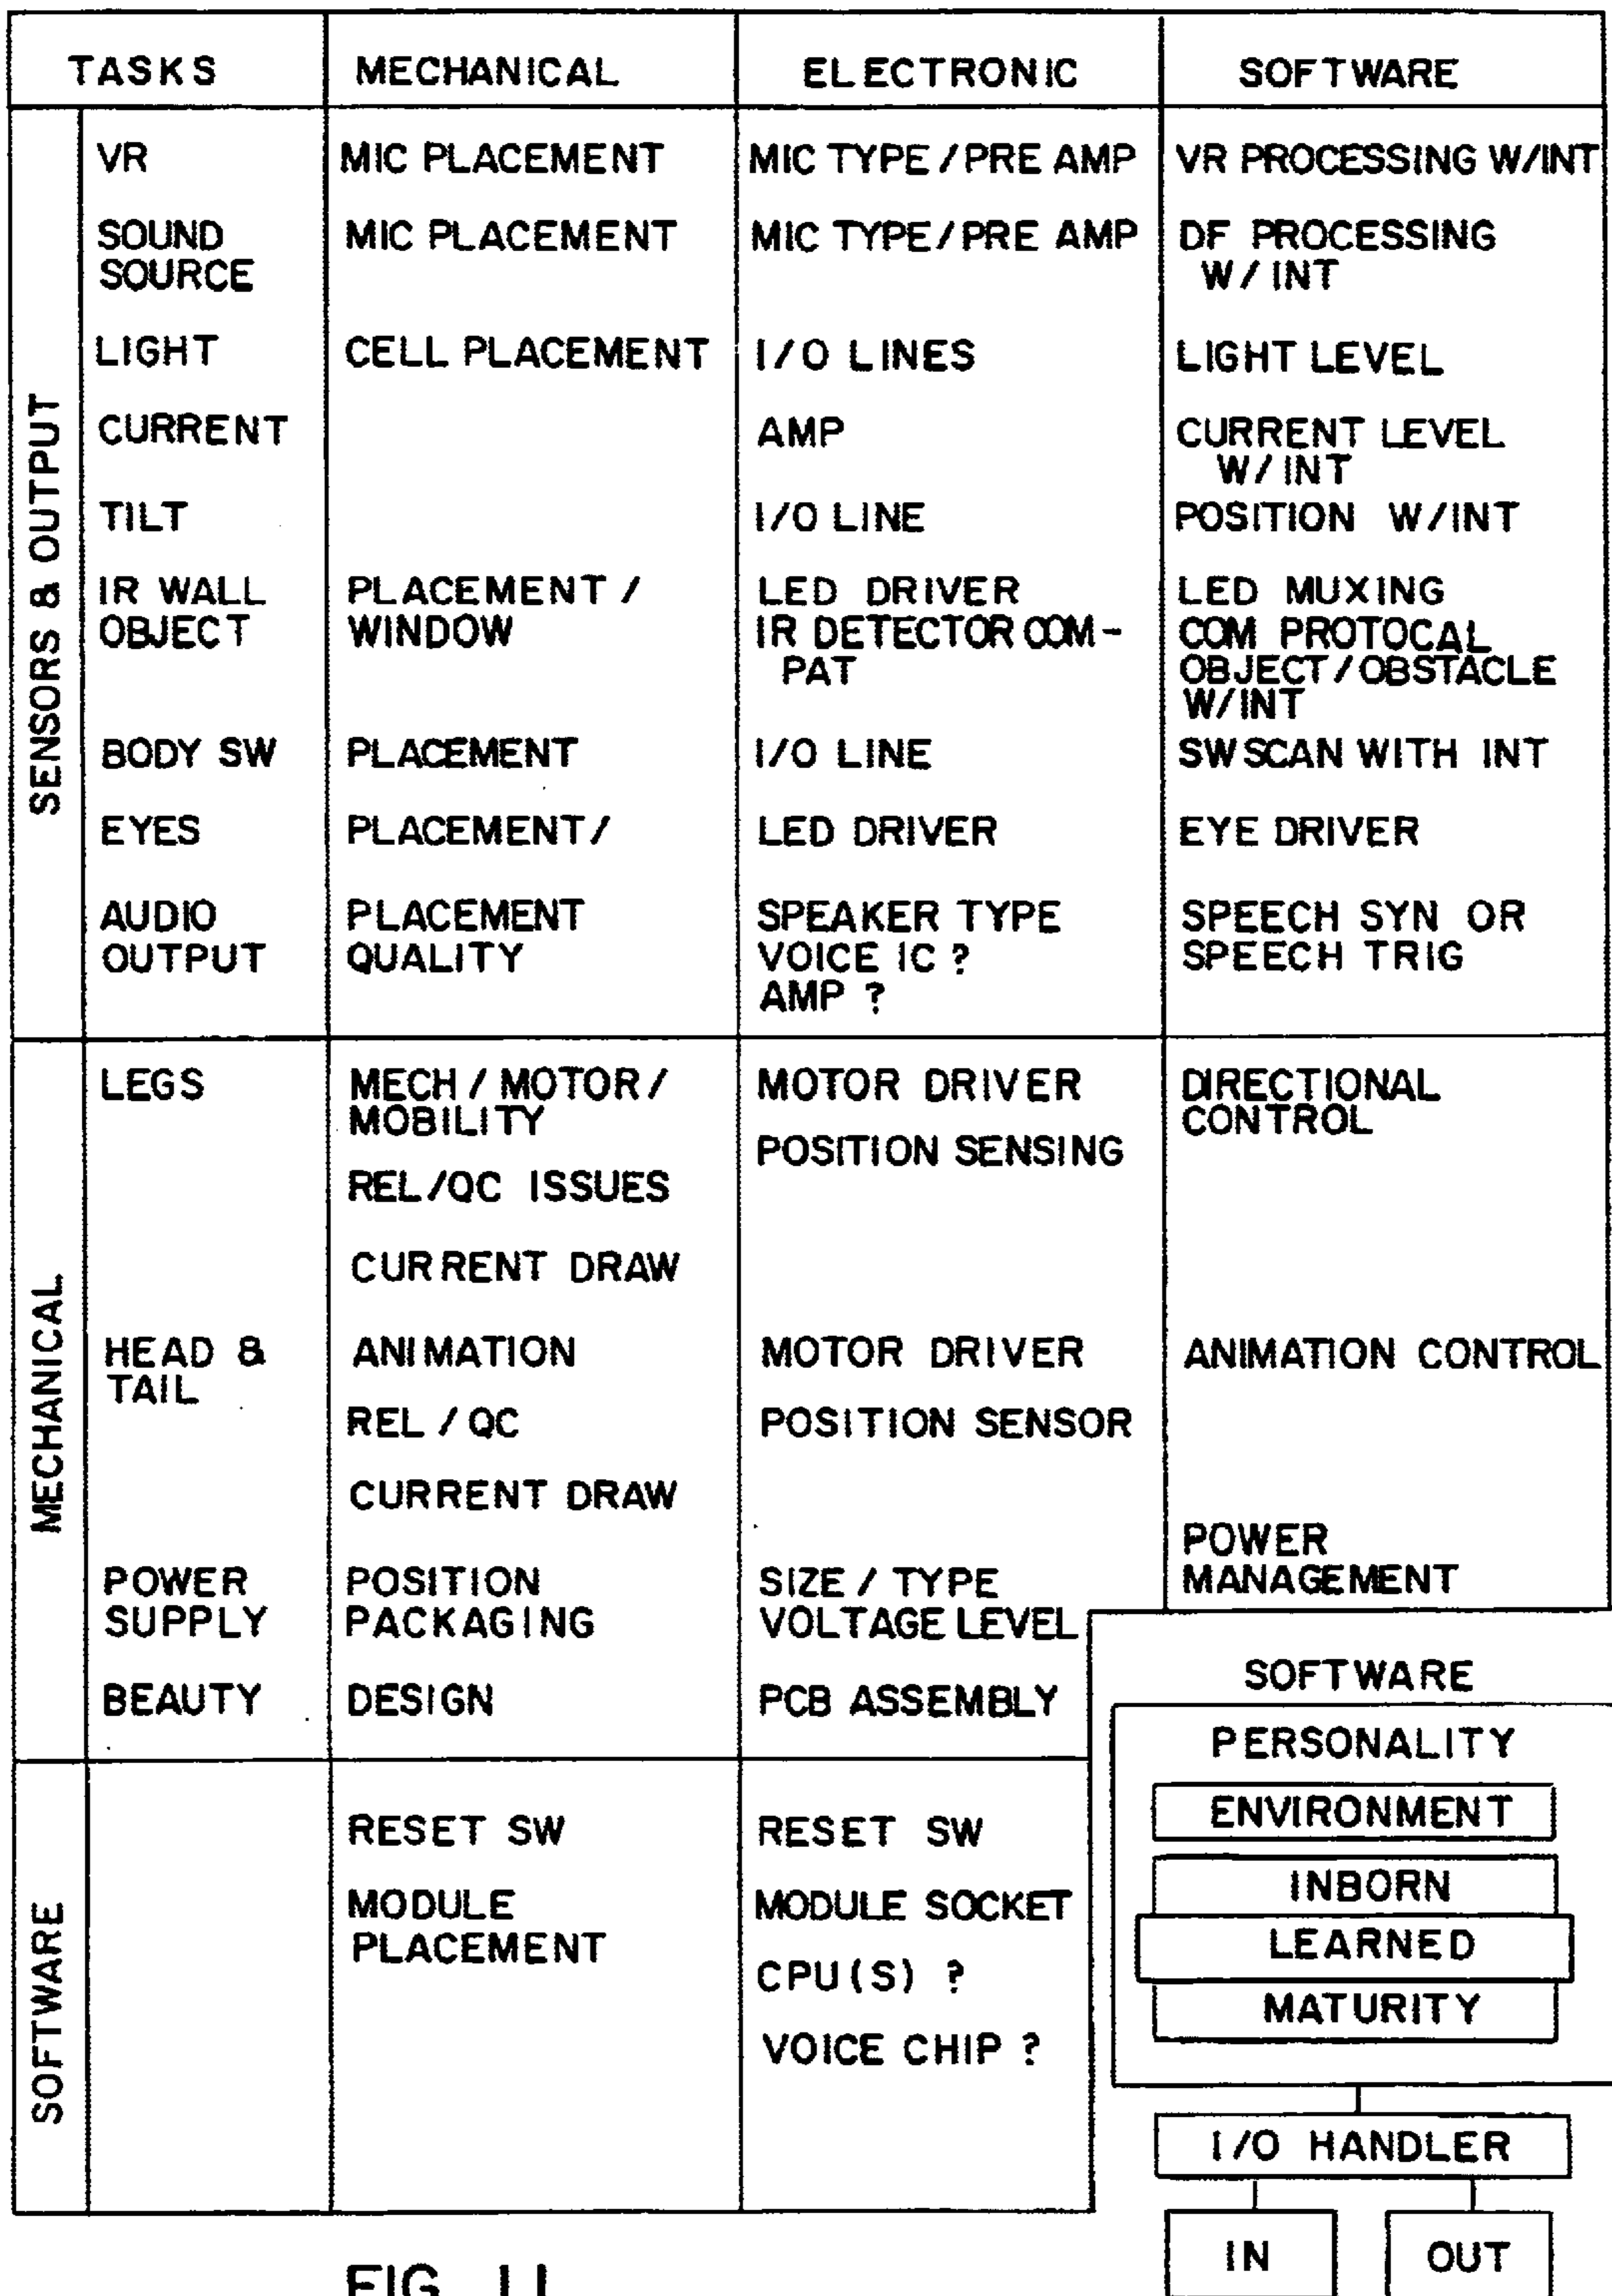 TASKS MECHANICAL ELECTRONIC SOFTWARE
SENSORS & OUTPUT
VR MIC PLACEMENT MIC TYPE / PRE AMP VR PROCESSING W/INT
SOUND MIC PLACEMENT MIC TYPE / PRE AMP DF PROCESSING
SOURCE W/ INT
LIGHT CELL PLACEMENT I/O LINES LIGHT LEVEL
CURRENT AMP CURRENT LEVEL
W/ INT
TILT I/O LINE POSITION W/INT
IR WALL PLACEMENT / LED DRIVER LED MUXING
OBJECT WINDOW IR DETECTOR COM- COM PROTOCAL
PAT OBJECT / OBSTACLE
W/INT
BODY SW PLACEMENT I/O LINE SW SCAN WITH INT
EYES PLACEMENT / LED DRIVER EYE DRIVER
AUDIO PLACEMENT SPEAKER TYPE SPEECH SYN OR
OUTPUT QUALITY VOICE IC ? SPEECH TRIG
AMP ?
MECHANICAL
LEGS MECH / MOTOR / MOTOR DRIVER DIRECTIONAL
MOBILITY CONTROL
POSITION SENSING
REL/QC ISSUES
CURRENT DRAW
HEAD & ANIMATION MOTOR DRIVER ANIMATION CONTROL
TAIL
REL / QC POSITION SENSOR
CURRENT DRAW
POWER
MANAGEMENT
POWER POSITION SIZE / TYPE
SUPPLY PACKAGING VOLTAGE LEVEL
BEAUTY DESIGN PCB ASSEMBLY
SOFTWARE
RESET SW RESET SW
MODULE MODULE SOCKET
PLACEMENT
CPU(S) ?
VOICE CHIP ?
SOFTWARE
PERSONALITY
ENVIRONMENT
INBORN
LEARNED
MATURITY
I/O HANDLER
IN OUT
FIG. 11